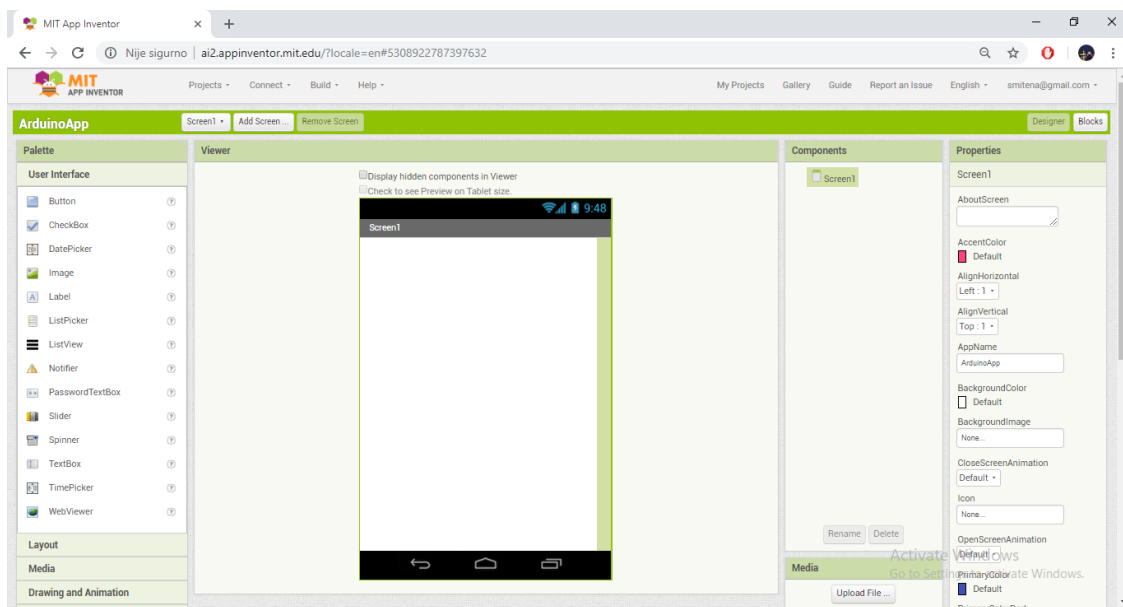 MIT App Inventor
Nije sigurno | ai2.appinventor.mit.edu/?locale=en#5308922787397632
MIT
APP INVENTOR
Projects Connect Build Help My Projects Gallery Guide Report an Issue English smitena@gmail.com
ArduinoApp Screen1 Add Screen ... Remove Screen Designer Blocks
Palette
User Interface
Button
CheckBox
DatePicker
Image
Label
ListPicker
ListView
Notifier
PasswordTextBox
Slider
Spinner
TextBox
TimePicker
WebViewer
Layout
Media
Drawing and Animation
Viewer
Display hidden components in Viewer
Check to see Preview on Tablet size.
9:48
Screen1
Components
Screen1
Rename Delete
Media
Upload File ...
Properties
Screen1
AboutScreen
AccentColor
Default
AlignHorizontal
Left : 1
AlignVertical
Top : 1
AppName
ArduinoApp
BackgroundColor
Default
BackgroundImage
None...
CloseScreenAnimation
Default
Icon
None...
OpenScreenAnimation
Default
PrimaryColor
Default
Activate Windows
Go to Settings to activate Windows.